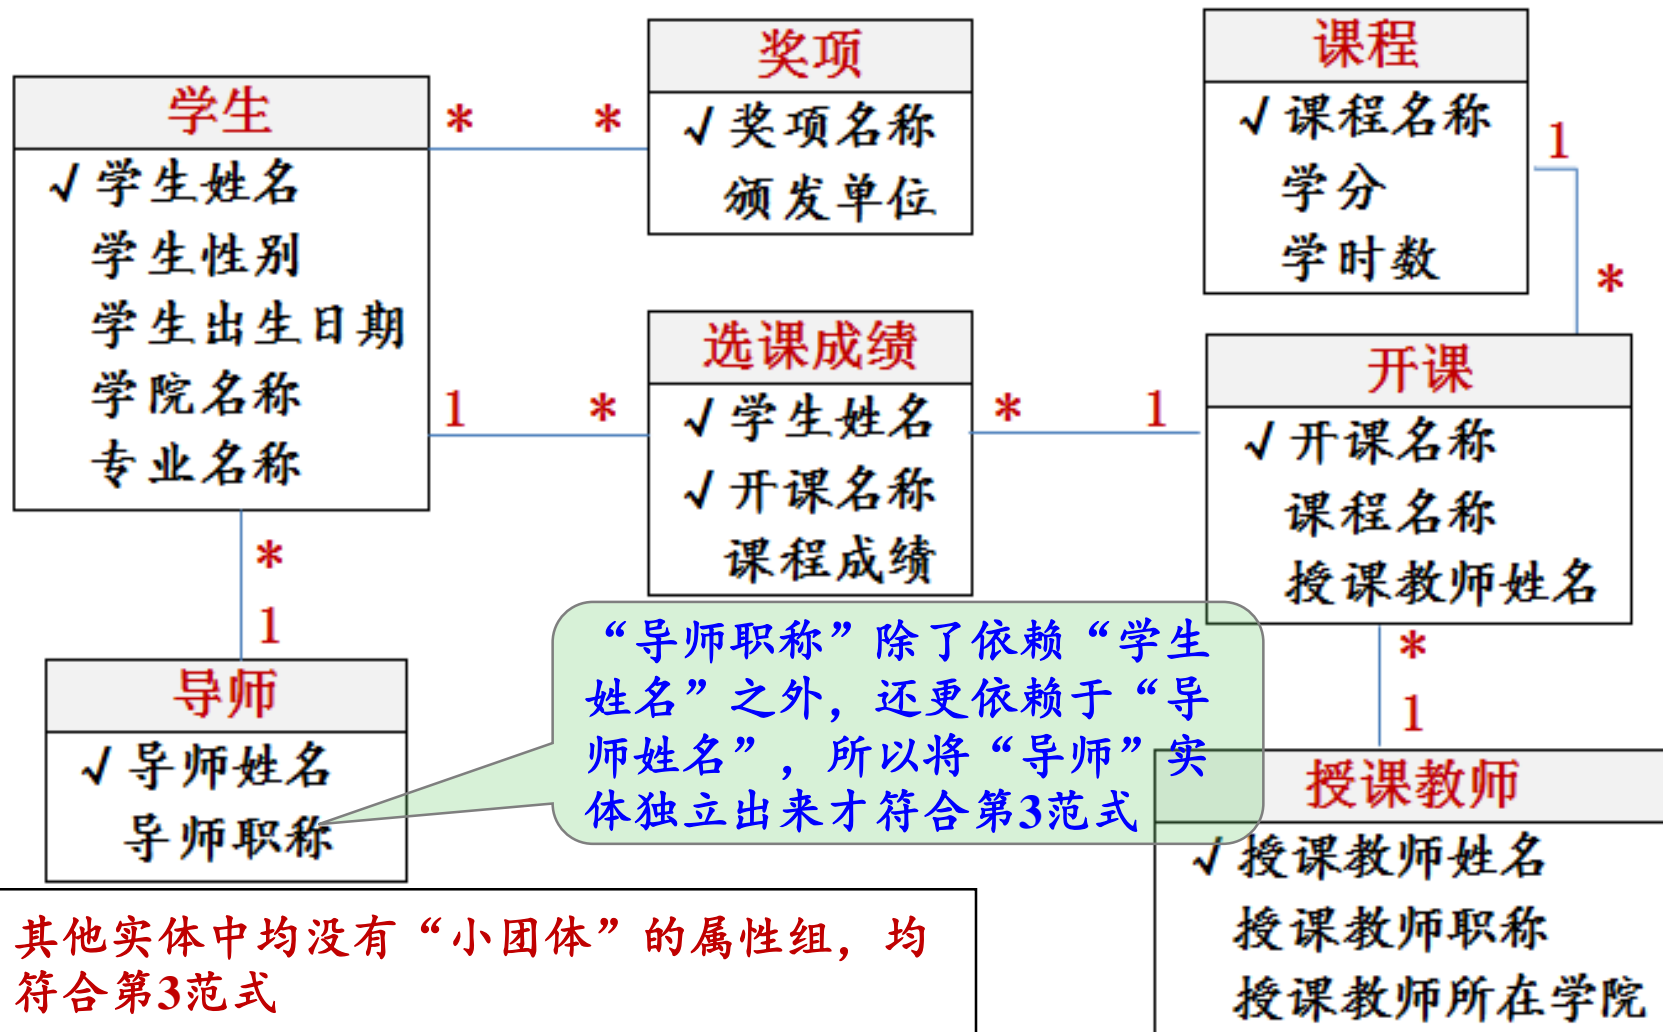 学生
√学生姓名
学生性别
学生出生日期
学院名称
专业名称
*
*
奖项
√奖项名称
颁发单位
课程
√课程名称
学分
学时数
1
*
1
*
选课成绩
√学生姓名
√开课名称
课程成绩
*
1
开课
√开课名称
课程名称
授课教师姓名
*
1
导师
√导师姓名
导师职称
“导师职称”除了依赖“学生
姓名”之外，还更依赖于“导
师姓名”，所以将“导师”实
体独立出来才符合第3范式
*
1
授课教师
√授课教师姓名
授课教师职称
授课教师所在学院
其他实体中均没有“小团体”的属性组，均
符合第3范式